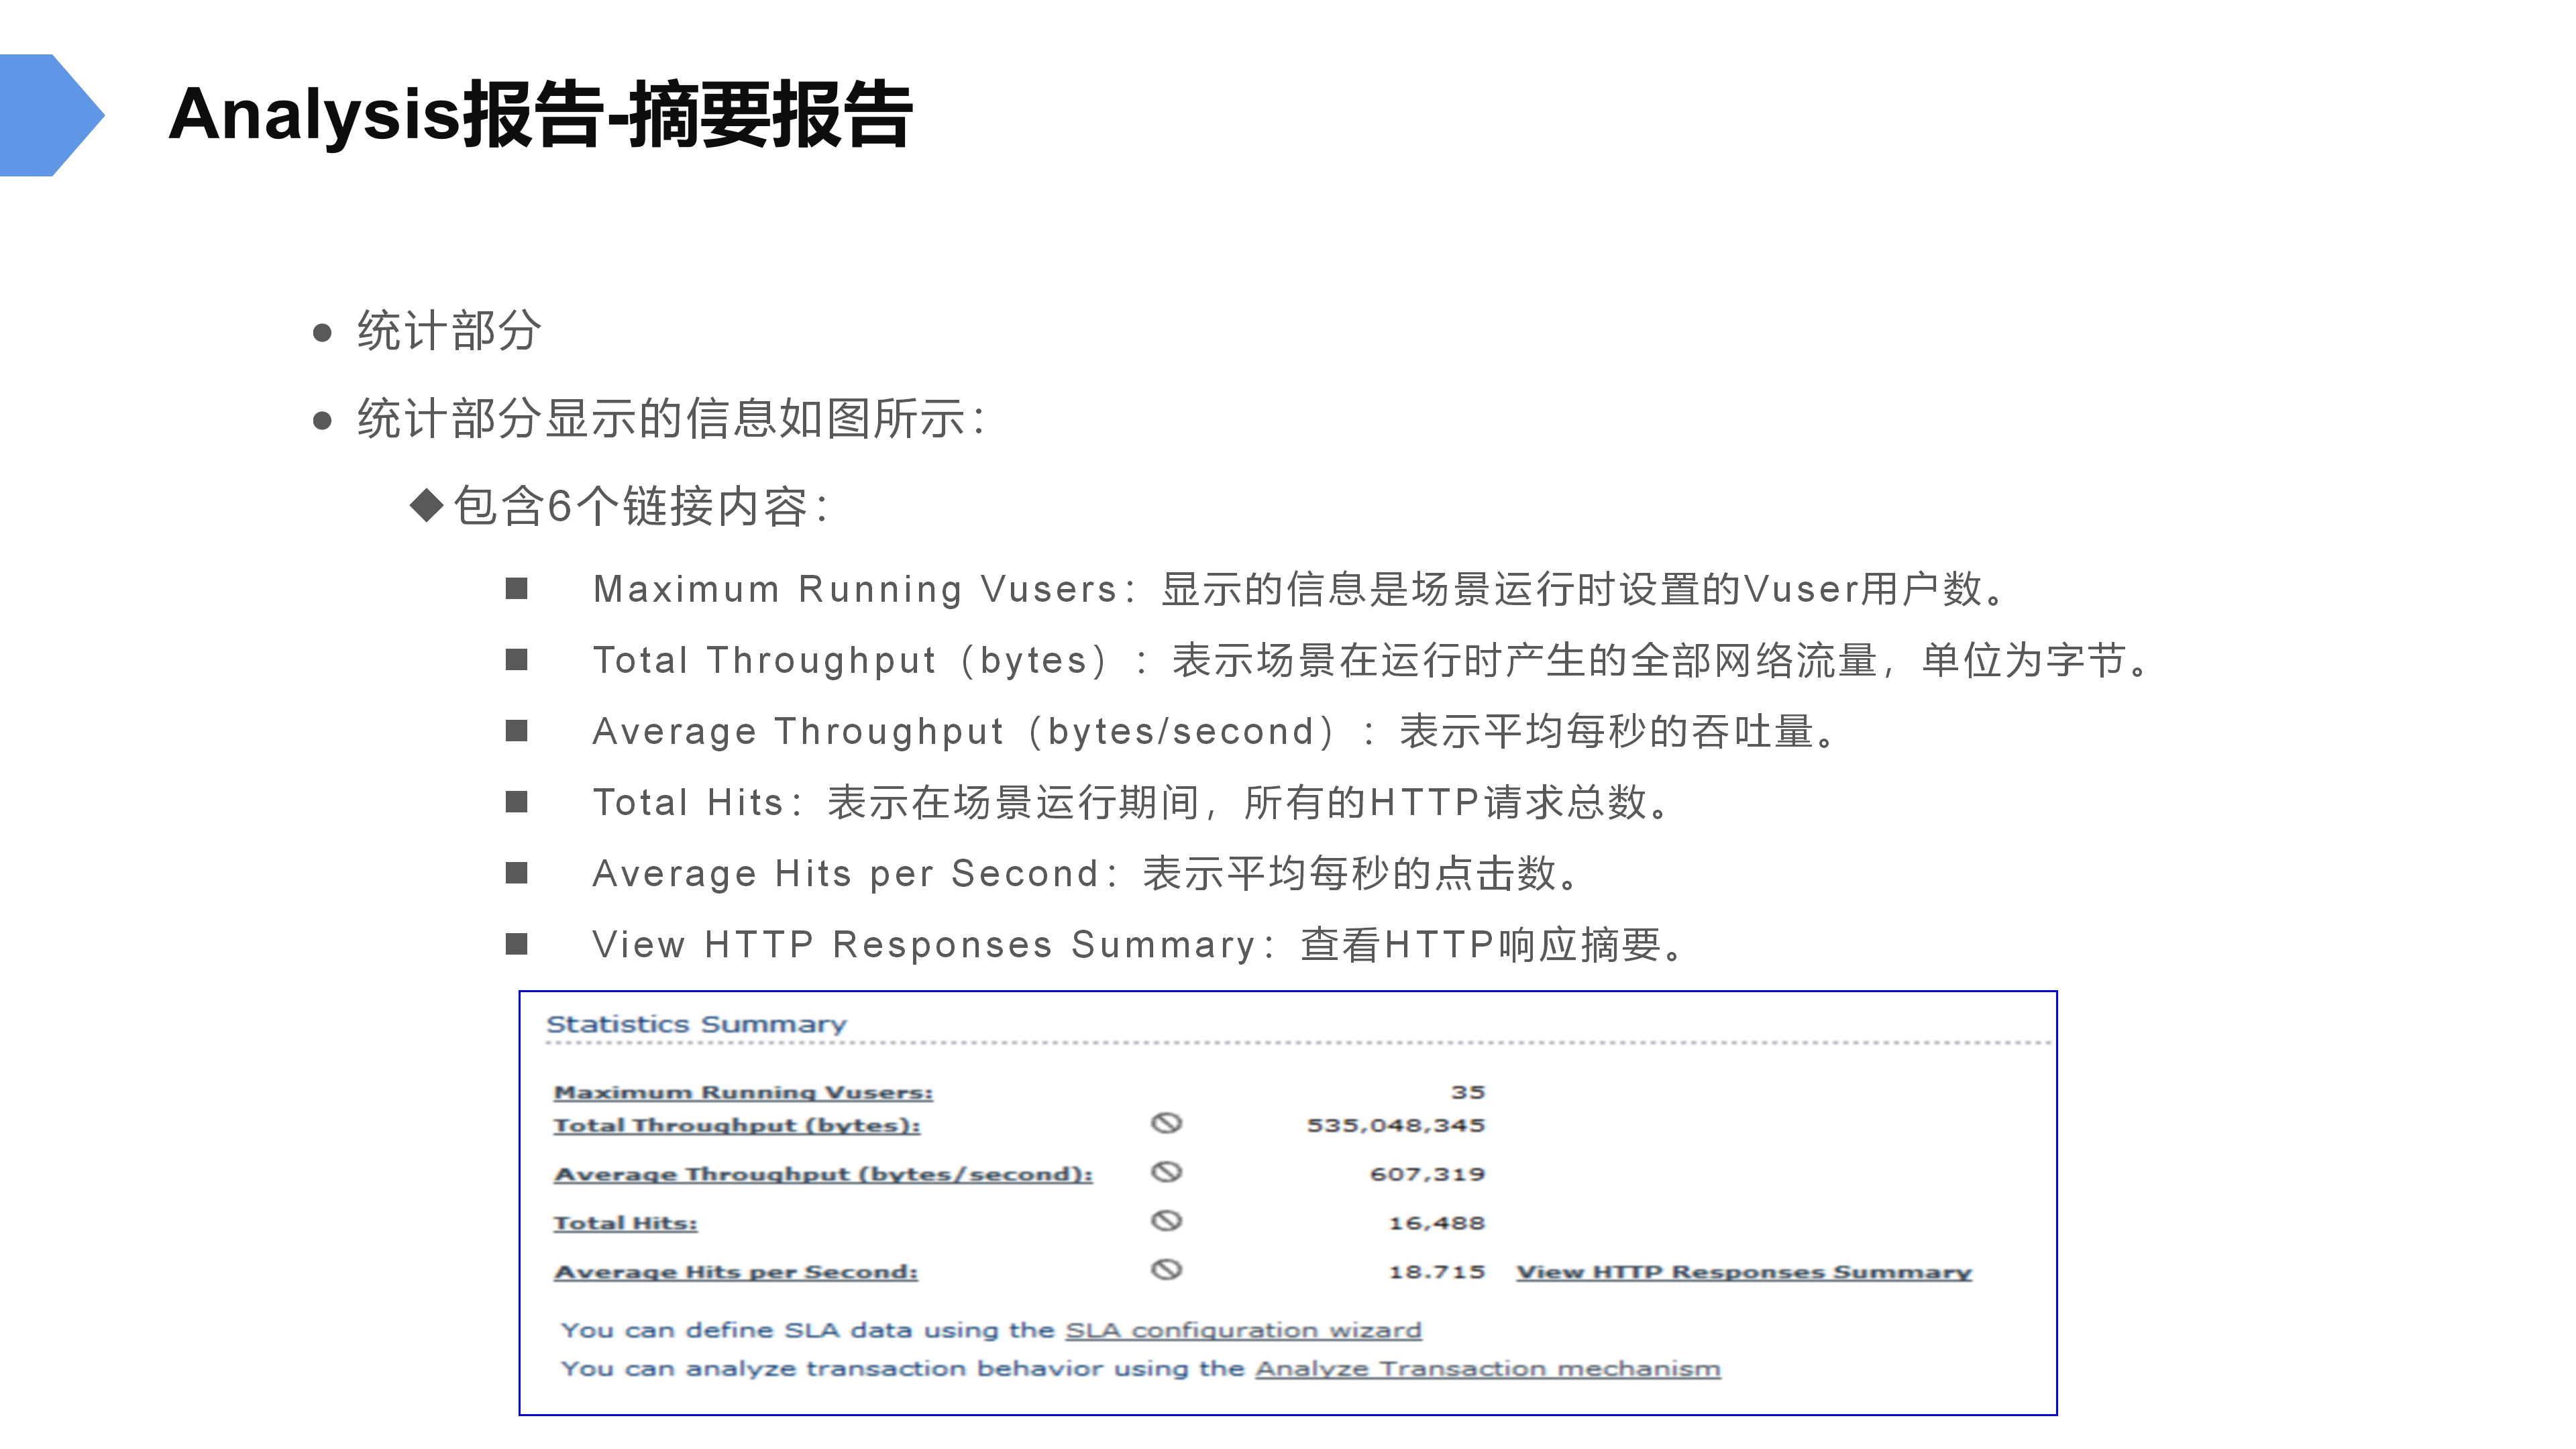 Analysis报告-摘要报告
● 统计部分
● 统计部分显示的信息如图所示：
◆包含6个链接内容：
■ Maximum Running Vusers：显示的信息是场景运行时设置的Vuser用户数。
■ Total Throughput（bytes）：表示场景在运行时产生的全部网络流量，单位为字节。
■ Average Throughput（bytes/second）：表示平均每秒的吞吐量。
■ Total Hits：表示在场景运行期间，所有的HTTP请求总数。
■ Average Hits per Second：表示平均每秒的点击数。
■ View HTTP Responses Summary：查看HTTP响应摘要。
Statistics Summary
Maximum Running Vusers: 35
Total Throughput (bytes): 535,048,345
Average Throughput (bytes/second): 607,319
Total Hits: 16,488
Average Hits per Second: 18.715 View HTTP Responses Summary
You can define SLA data using the SLA configuration wizard
You can analyze transaction behavior using the Analyze Transaction mechanism